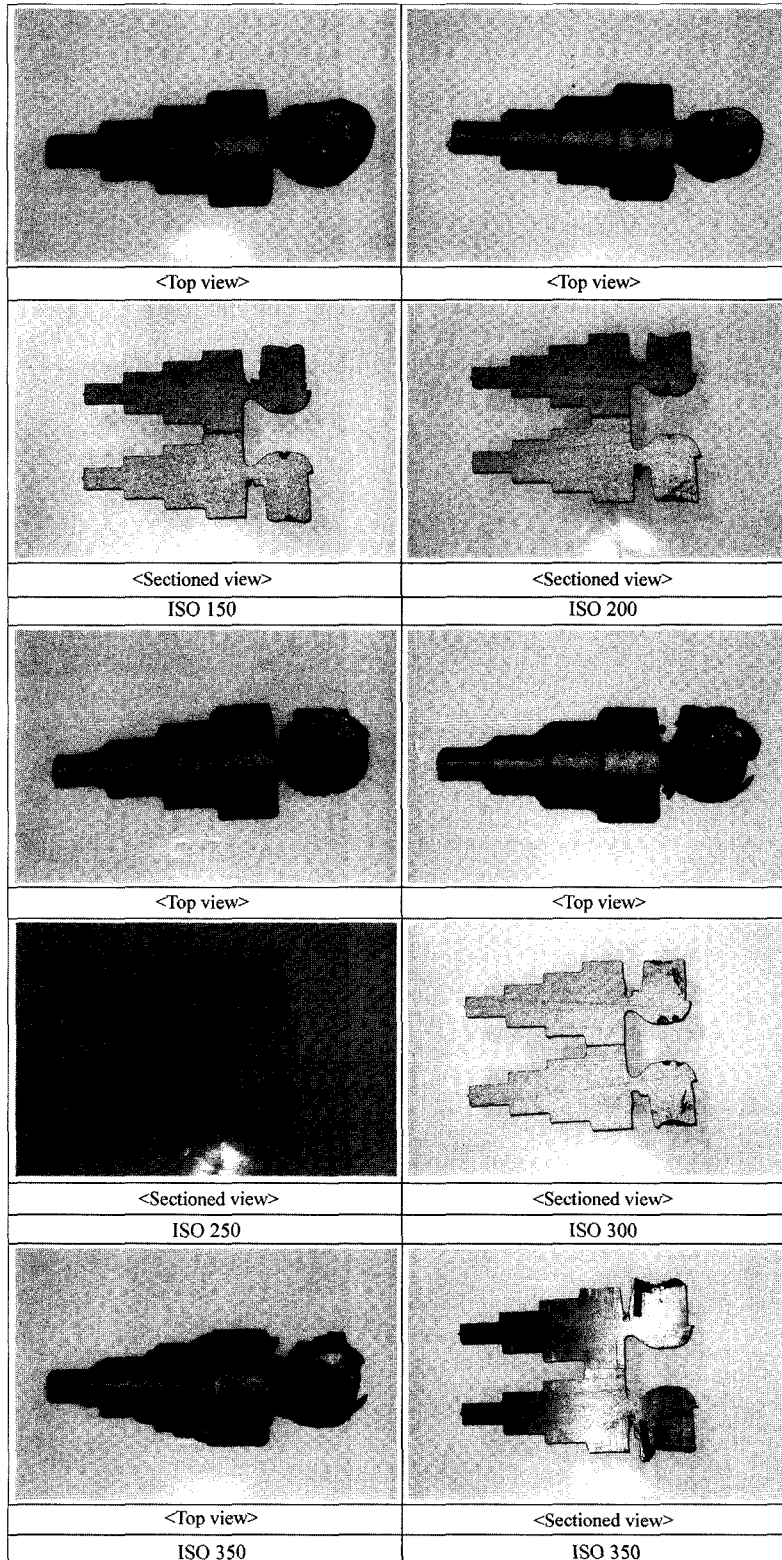 <Top view> <Top view>
<Sectioned view> <Sectioned view>
ISO 150 ISO 200
<Top view> <Top view>
<Sectioned view> <Sectioned view>
ISO 250 ISO 300
<Top view> <Sectioned view>
ISO 350 ISO 350